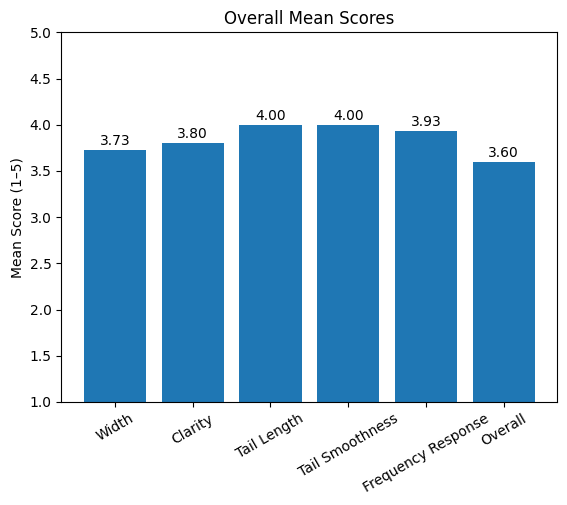 Overall Mean Scores
Mean Score (1–5)
5.0
4.5
4.0
3.5
3.0
2.5
2.0
1.5
1.0
3.73
3.80
4.00
4.00
3.93
3.60
Width
Clarity
Tail Length
Tail Smoothness
Frequency Response
Overall